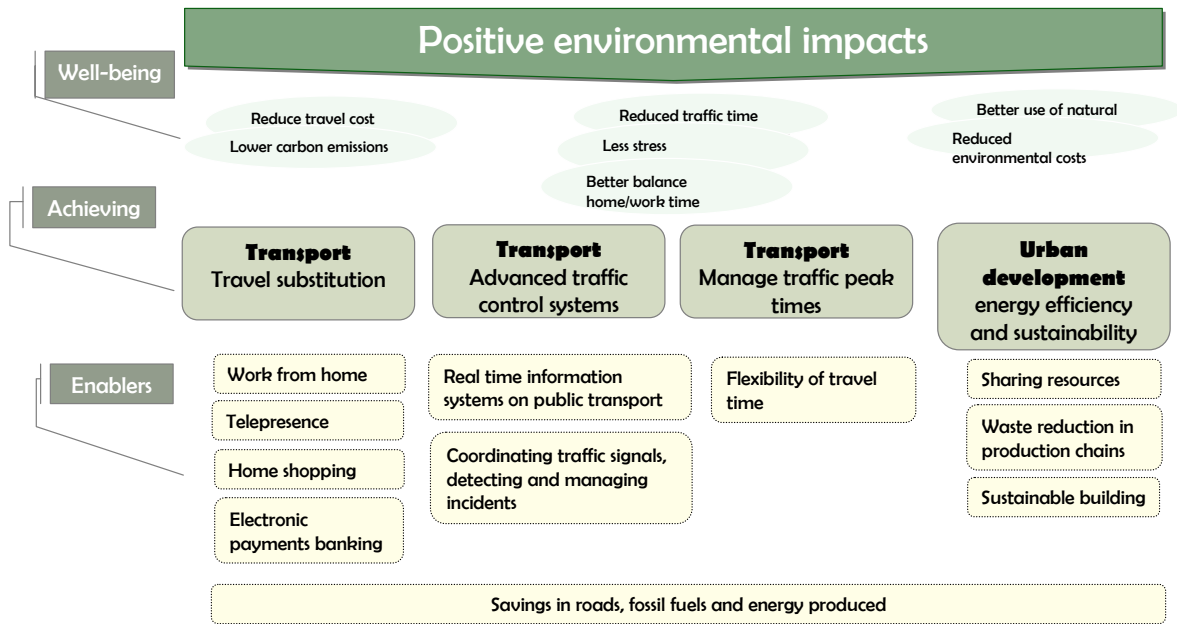 Positive environmental impacts
Well-being
Reduce travel cost
Lower carbon emissions
Reduced traffic time
Less stress
Better balance
home/work time
Better use of natural
Reduced
environmental costs
Achieving
Transport
Travel substitution
Transport
Advanced traffic
control systems
Transport
Manage traffic peak
times
Urban
development
energy efficiency
and sustainability
Enablers
Work from home
Telepresence
Home shopping
Electronic
payments banking
Real time information
systems on public transport
Coordinating traffic signals,
detecting and managing
incidents
Flexibility of travel
time
Sharing resources
Waste reduction in
production chains
Sustainable building
Savings in roads, fossil fuels and energy produced